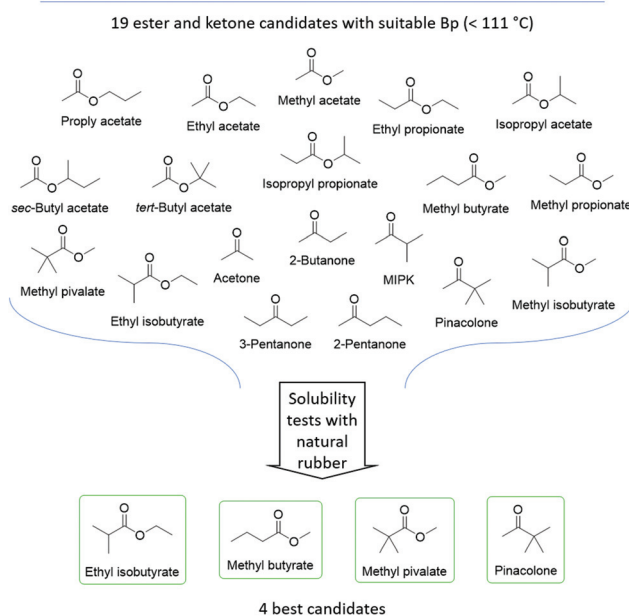 19 ester and ketone candidates with suitable Bp (< 111 °C)
O
O
Proply acetate
O
O
Ethyl acetate
O
O
Methyl acetate
O
O
Ethyl propionate
O
O
Isopropyl acetate
O
O
sec-Butyl acetate
O
O
tert-Butyl acetate
O
O
Isopropyl propionate
O
O
Methyl butyrate
O
O
Methyl propionate
O
O
Methyl pivalate
O
O
Ethyl isobutyrate
O
Acetone
O
2-Butanone
O
MIPK
O
Pinacolone
O
O
Methyl isobutyrate
O
3-Pentanone
O
2-Pentanone
Solubility
tests with
natural
rubber
O
O
Ethyl isobutyrate
O
O
Methyl butyrate
O
O
Methyl pivalate
O
Pinacolone
4 best candidates